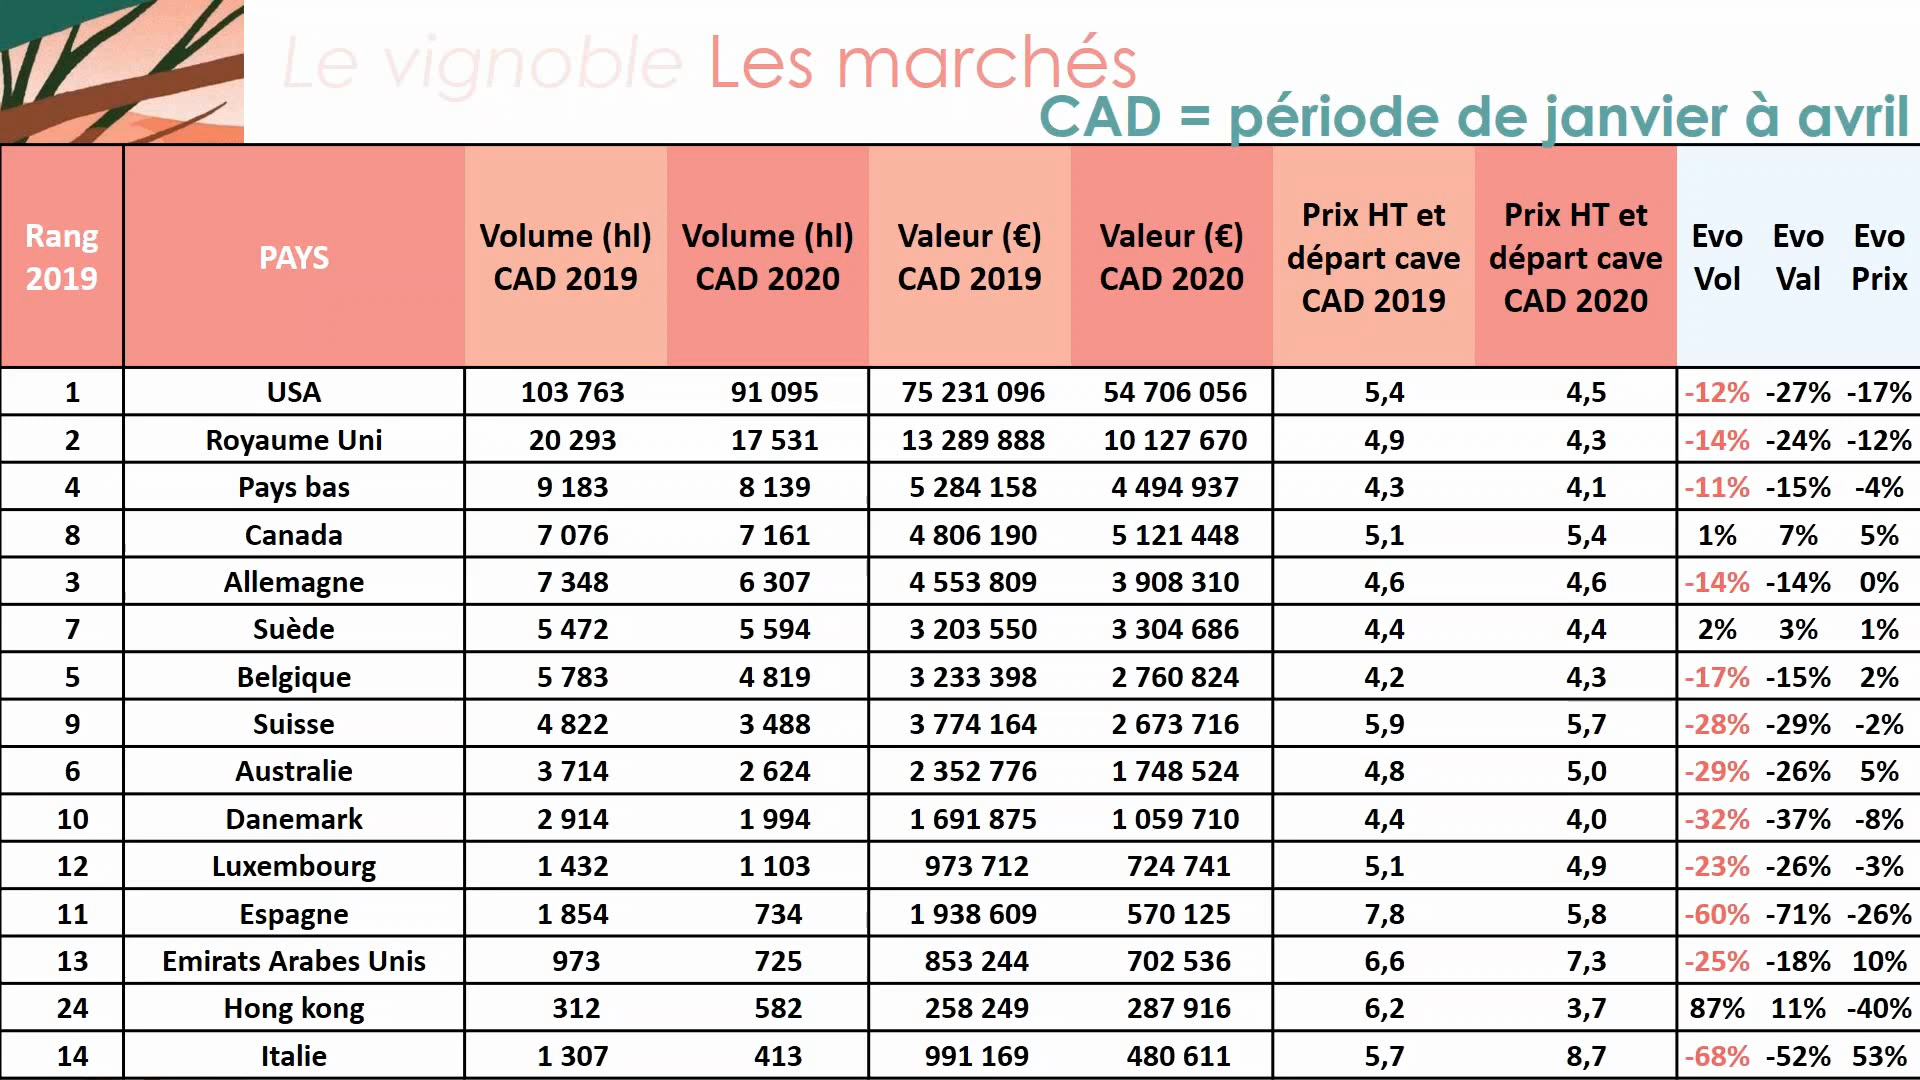 Le vignoble Les marchés
CAD = période de janvier à avril
Rang 2019 PAYS Volume (hl) CAD 2019 Volume (hl) CAD 2020 Valeur (€) CAD 2019 Valeur (€) CAD 2020 Prix HT et départ cave CAD 2019 Prix HT et départ cave CAD 2020 Evo Vol Evo Val Evo Prix
1 USA 103 763 91 095 75 231 096 54 706 056 5,4 4,5 -12% -27% -17%
2 Royaume Uni 20 293 17 531 13 289 888 10 127 670 4,9 4,3 -14% -24% -12%
4 Pays bas 9 183 8 139 5 284 158 4 494 937 4,3 4,1 -11% -15% -4%
8 Canada 7 076 7 161 4 806 190 5 121 448 5,1 5,4 1% 7% 5%
3 Allemagne 7 348 6 307 4 553 809 3 908 310 4,6 4,6 -14% -14% 0%
7 Suède 5 472 5 594 3 203 550 3 304 686 4,4 4,4 2% 3% 1%
5 Belgique 5 783 4 819 3 233 398 2 760 824 4,2 4,3 -17% -15% 2%
9 Suisse 4 822 3 488 3 774 164 2 673 716 5,9 5,7 -28% -29% -2%
6 Australie 3 714 2 624 2 352 776 1 748 524 4,8 5,0 -29% -26% 5%
10 Danemark 2 914 1 994 1 691 875 1 059 710 4,4 4,0 -32% -37% -8%
12 Luxembourg 1 432 1 103 973 712 724 741 5,1 4,9 -23% -26% -3%
11 Espagne 1 854 734 1 938 609 570 125 7,8 5,8 -60% -71% -26%
13 Emirats Arabes Unis 973 725 853 244 702 536 6,6 7,3 -25% -18% 10%
24 Hong kong 312 582 258 249 287 916 6,2 3,7 87% 11% -40%
14 Italie 1 307 413 991 169 480 611 5,7 8,7 -68% -52% 53%